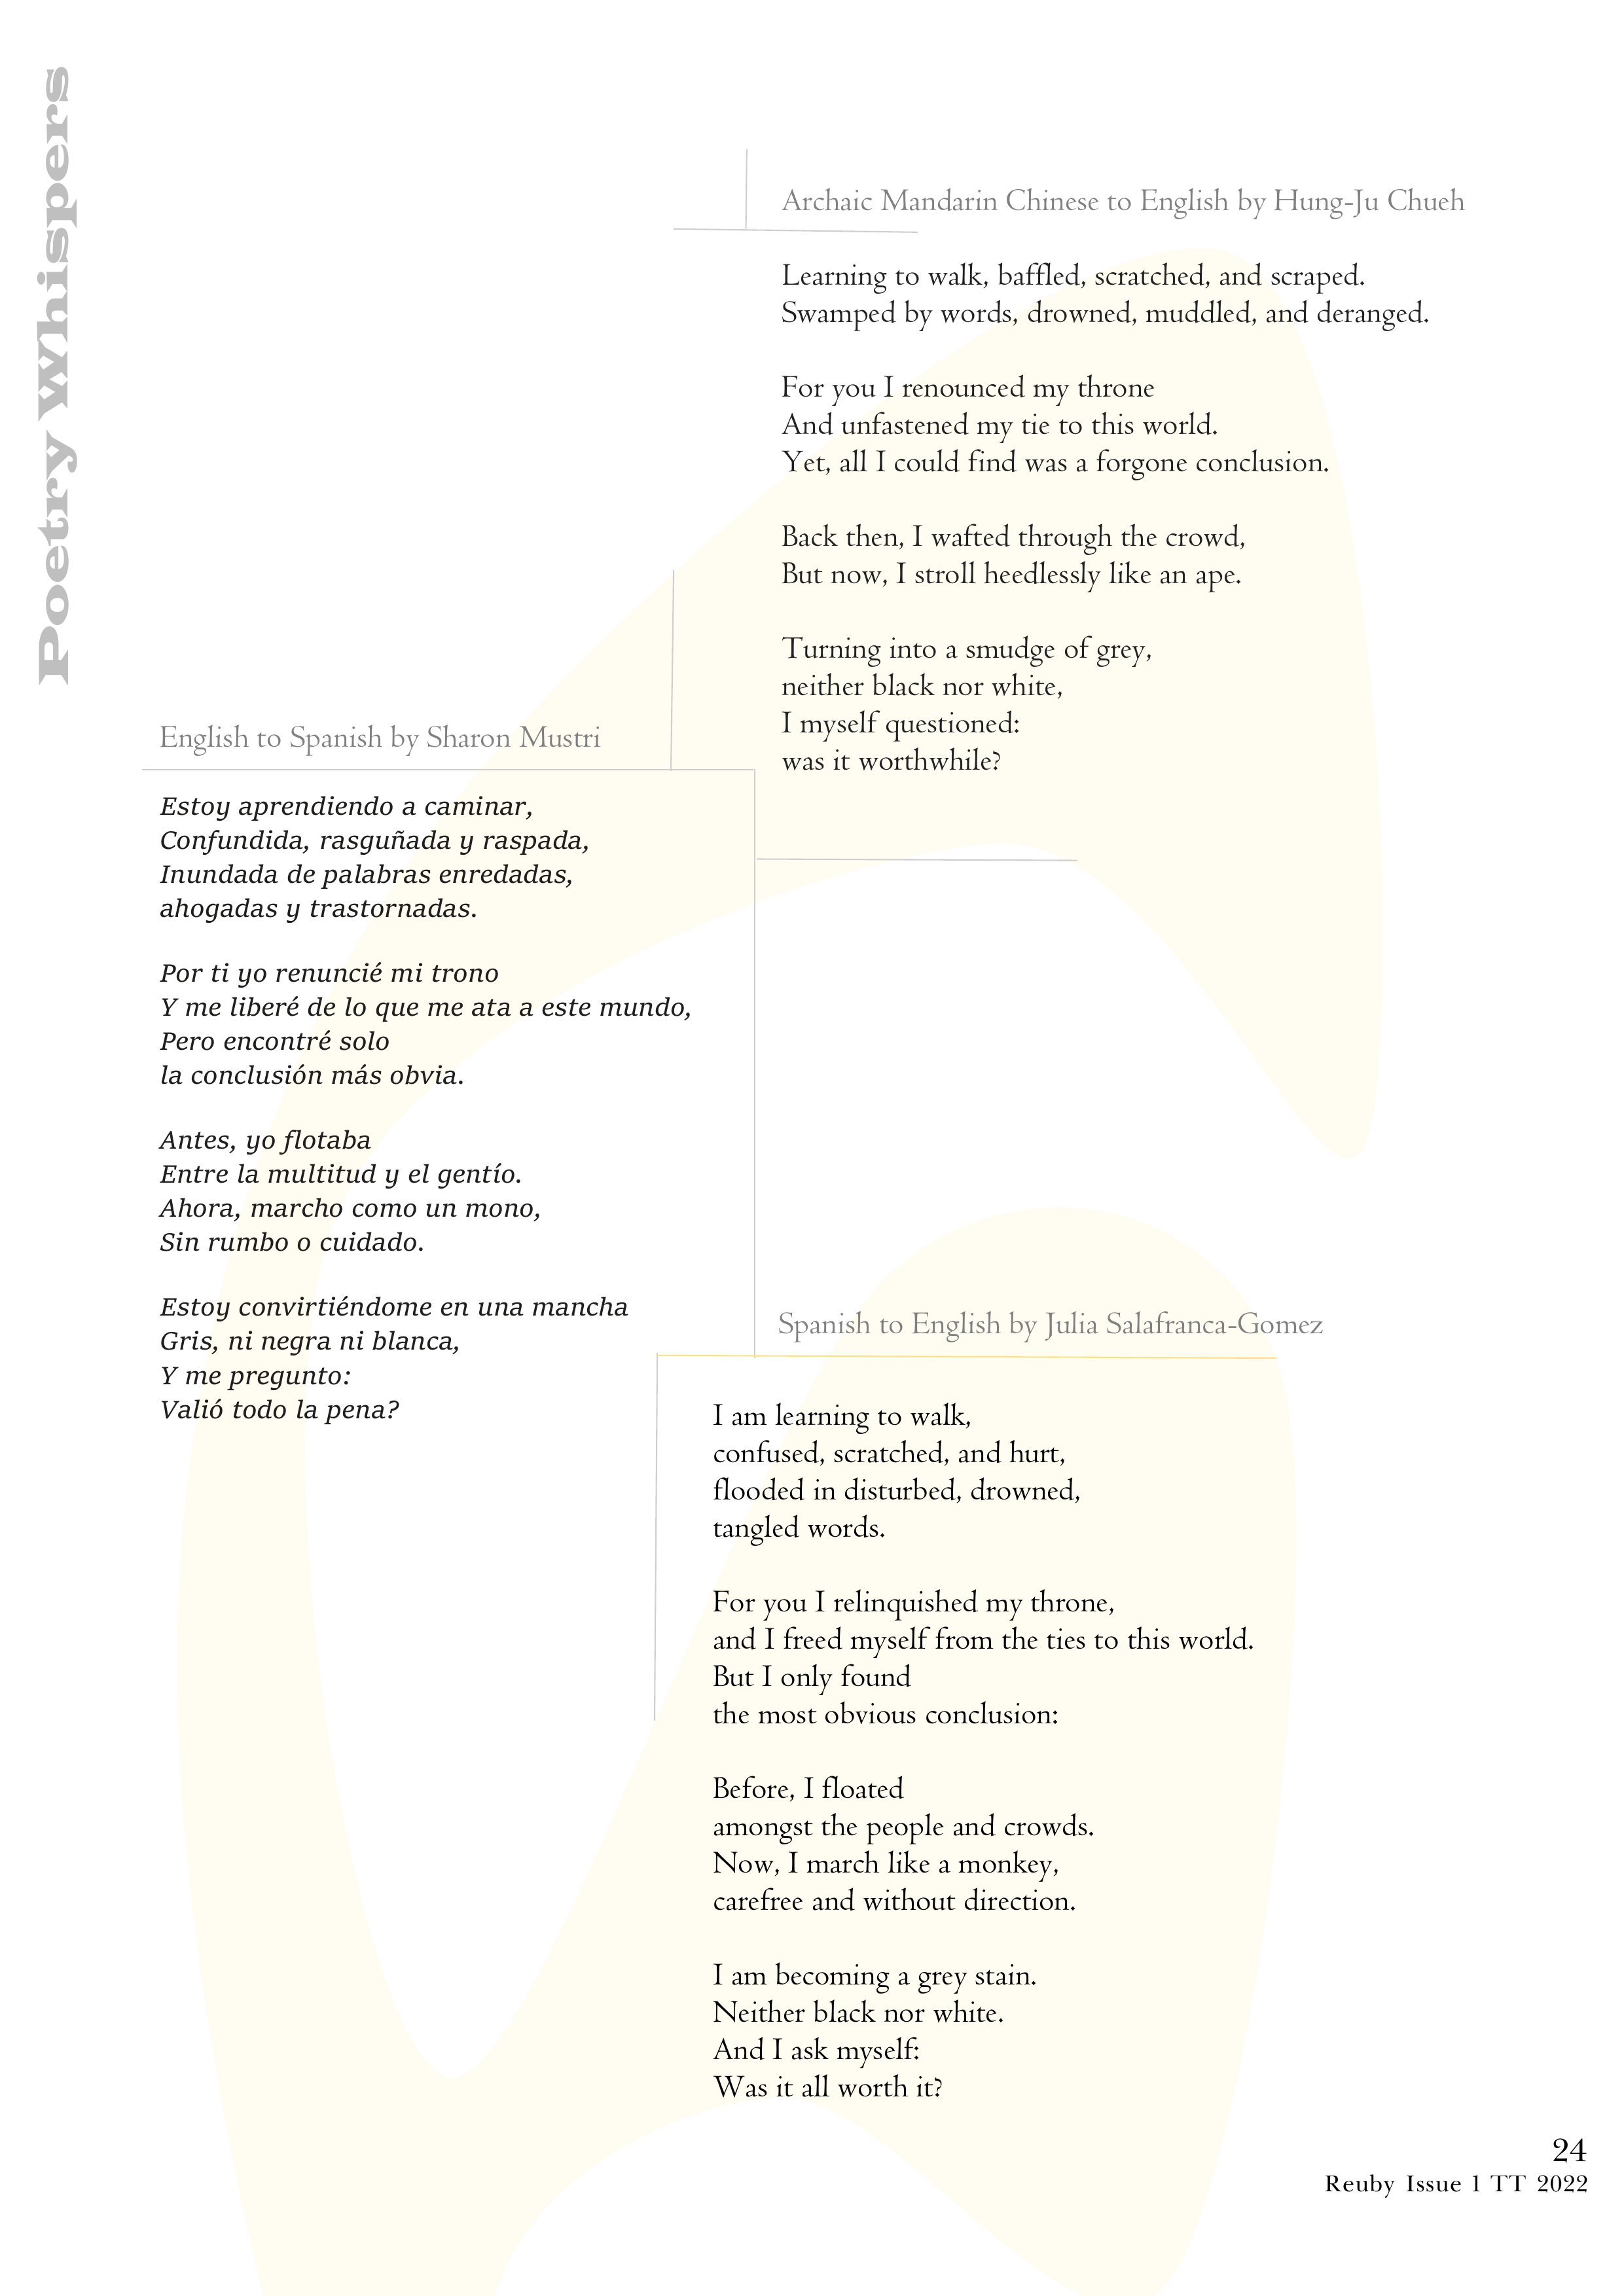 Poetry Whispers
Archaic Mandarin Chinese to English by Hung-Ju Chueh
Learning to walk, baffled, scratched, and scraped.
Swamped by words, drowned, muddled, and deranged.
For you I renounced my throne
And unfastened my tie to this world.
Yet, all I could find was a forgone conclusion.
Back then, I wafted through the crowd,
But now, I stroll heedlessly like an ape.
Turning into a smudge of grey,
neither black nor white,
I myself questioned:
was it worthwhile?
English to Spanish by Sharon Mustri
Estoy aprendiendo a caminar,
Confundida, rasguñada y raspada,
Inundada de palabras enredadas,
ahogadas y trastornadas.
Por ti yo renuncié mi trono
Y me liberé de lo que me ata a este mundo,
Pero encontré solo
la conclusión más obvia.
Antes, yo flotaba
Entre la multitud y el gentío.
Ahora, marcho como un mono,
Sin rumbo o cuidado.
Estoy convirtiéndome en una mancha
Gris, ni negra ni blanca,
Y me pregunto:
Valió todo la pena?
Spanish to English by Julia Salafranca-Gomez
I am learning to walk,
confused, scratched, and hurt,
flooded in disturbed, drowned,
tangled words.
For you I relinquished my throne,
and I freed myself from the ties to this world.
But I only found
the most obvious conclusion:
Before, I floated
amongst the people and crowds.
Now, I march like a monkey,
carefree and without direction.
I am becoming a grey stain.
Neither black nor white.
And I ask myself:
Was it all worth it?
24
Reuby Issue 1 TT 2022